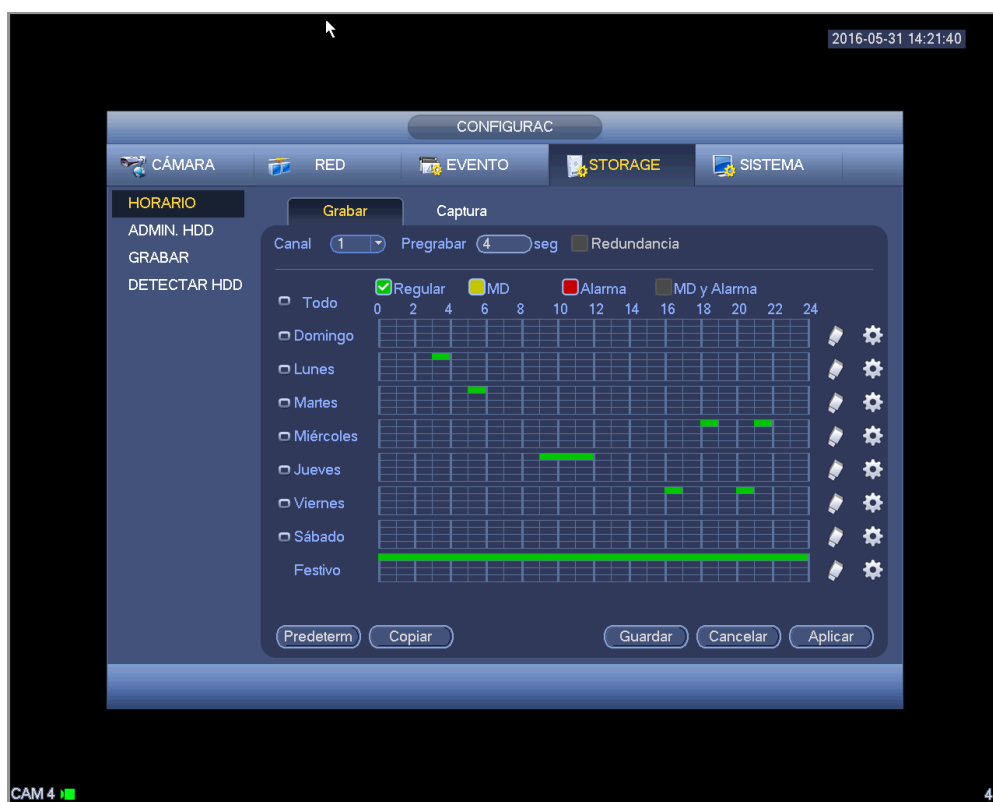 2016-05-31 14:21:40
CONFIGURAC
CÁMARA RED EVENTO STORAGE SISTEMA
HORARIO
ADMIN. HDD
GRABAR
DETECTAR HDD
Grabar Captura
Canal 1 Pregrabar 4 seg Redundancia
Regular MD Alarma MD y Alarma
Todo 0 2 4 6 8 10 12 14 16 18 20 22 24
Domingo
Lunes
Martes
Miércoles
Jueves
Viernes
Sábado
Festivo
Predeterm Copiar Guardar Cancelar Aplicar
CAM 4 4